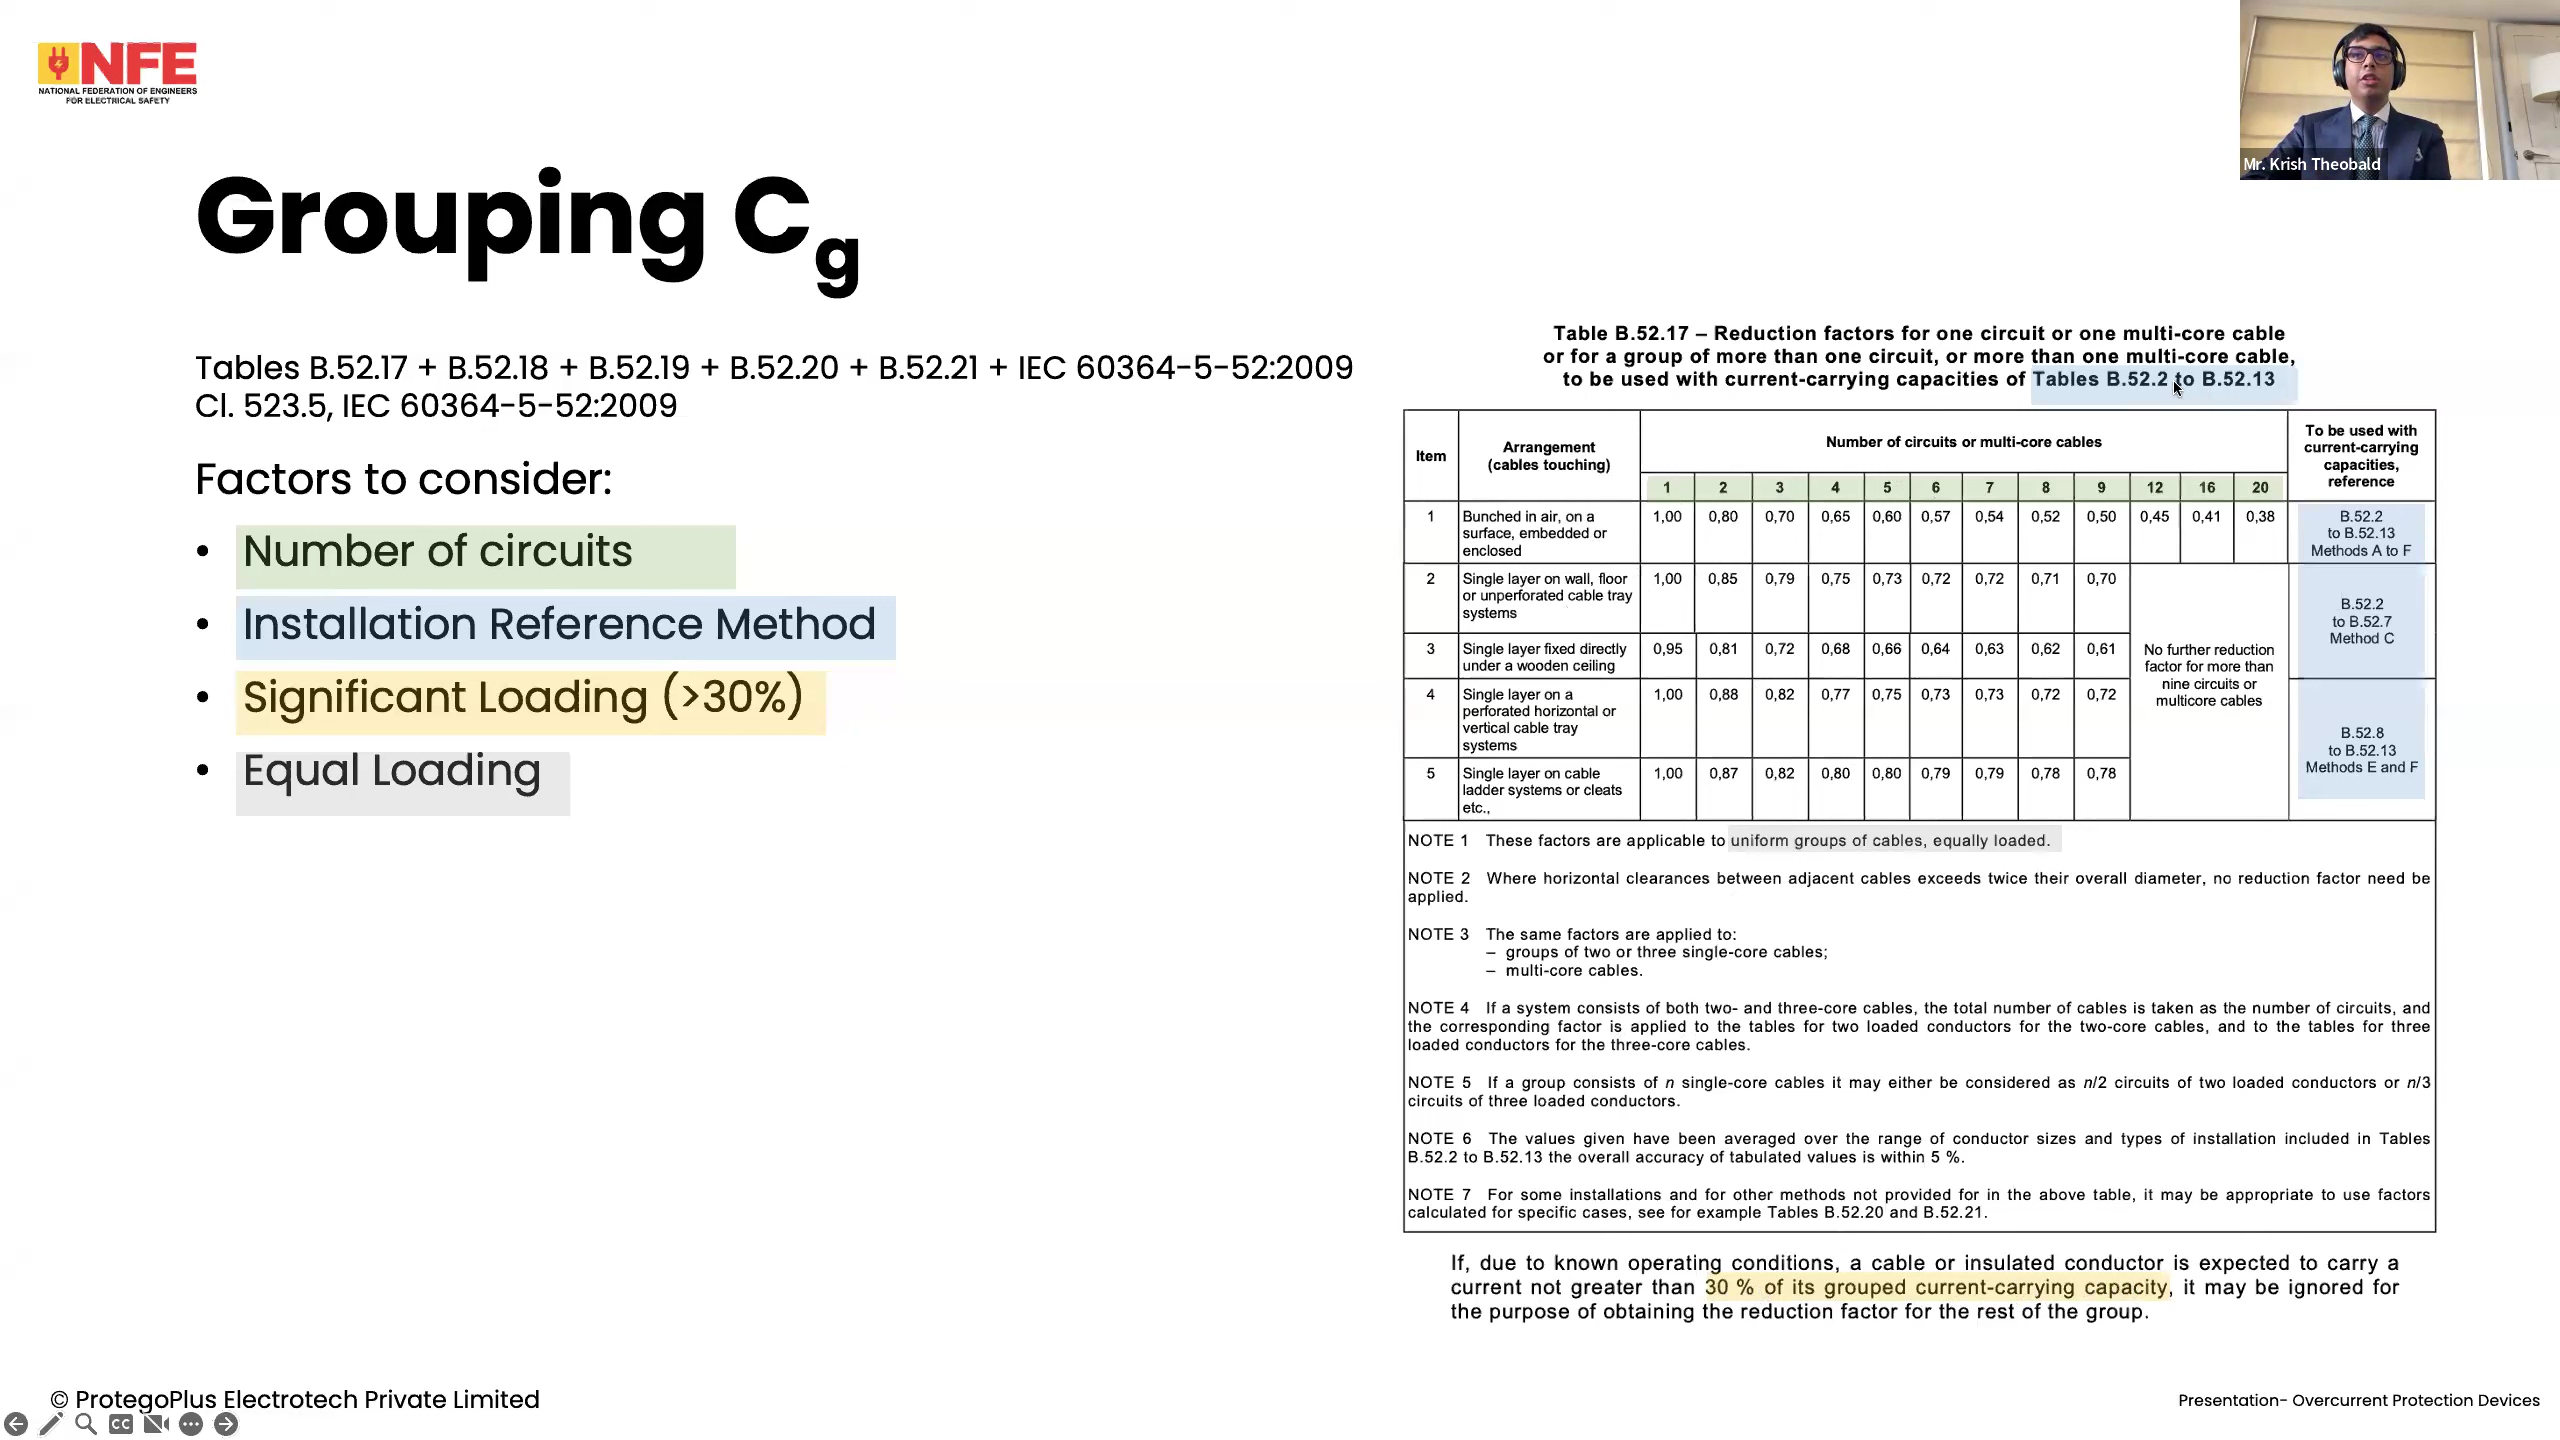 NFE
NATIONAL FEDERATION OF ENGINEERS
FOR ELECTRICAL SAFETY
Mr. Krish Theobald
Grouping Cg
Tables B.52.17 + B.52.18 + B.52.19 + B.52.20 + B.52.21 + IEC 60364-5-52:2009
Cl. 523.5, IEC 60364-5-52:2009
Factors to consider:
• Number of circuits
• Installation Reference Method
• Significant Loading (>30%)
• Equal Loading
Table B.52.17 – Reduction factors for one circuit or one multi-core cable
or for a group of more than one circuit, or more than one multi-core cable,
to be used with current-carrying capacities of Tables B.52.2 to B.52.13
Item
Arrangement
(cables touching)
Number of circuits or multi-core cables
To be used with
current-carrying
capacities,
reference
1 2 3 4 5 6 7 8 9 12 16 20
1 Bunched in air, on a 1,00 0,80 0,70 0,65 0,60 0,57 0,54 0,52 0,50 0,45 0,41 0,38 B.52.2
surface, embedded or to B.52.13
enclosed Methods A to F
2 Single layer on wall, floor 1,00 0,85 0,79 0,75 0,73 0,72 0,72 0,71 0,70
or unperforated cable tray
systems
B.52.2
to B.52.7
Method C
3 Single layer fixed directly 0,95 0,81 0,72 0,68 0,66 0,64 0,63 0,62 0,61
under a wooden ceiling
No further reduction
factor for more than
nine circuits or
multicore cables
4 Single layer on a 1,00 0,88 0,82 0,77 0,75 0,73 0,73 0,72 0,72
perforated horizontal or
vertical cable tray
systems
B.52.8
to B.52.13
Methods E and F
5 Single layer on cable 1,00 0,87 0,82 0,80 0,80 0,79 0,79 0,78 0,78
ladder systems or cleats
etc.,
NOTE 1 These factors are applicable to uniform groups of cables, equally loaded.
NOTE 2 Where horizontal clearances between adjacent cables exceeds twice their overall diameter, no reduction factor need be
applied.
NOTE 3 The same factors are applied to:
– groups of two or three single-core cables;
– multi-core cables.
NOTE 4 If a system consists of both two- and three-core cables, the total number of cables is taken as the number of circuits, and
the corresponding factor is applied to the tables for two loaded conductors for the two-core cables, and to the tables for three
loaded conductors for the three-core cables.
NOTE 5 If a group consists of n single-core cables it may either be considered as n/2 circuits of two loaded conductors or n/3
circuits of three loaded conductors.
NOTE 6 The values given have been averaged over the range of conductor sizes and types of installation included in Tables
B.52.2 to B.52.13 the overall accuracy of tabulated values is within 5 %.
NOTE 7 For some installations and for other methods not provided for in the above table, it may be appropriate to use factors
calculated for specific cases, see for example Tables B.52.20 and B.52.21.
If, due to known operating conditions, a cable or insulated conductor is expected to carry a
current not greater than 30 % of its grouped current-carrying capacity, it may be ignored for
the purpose of obtaining the reduction factor for the rest of the group.
© ProtegoPlus Electrotech Private Limited
CC
Presentation- Overcurrent Protection Devices